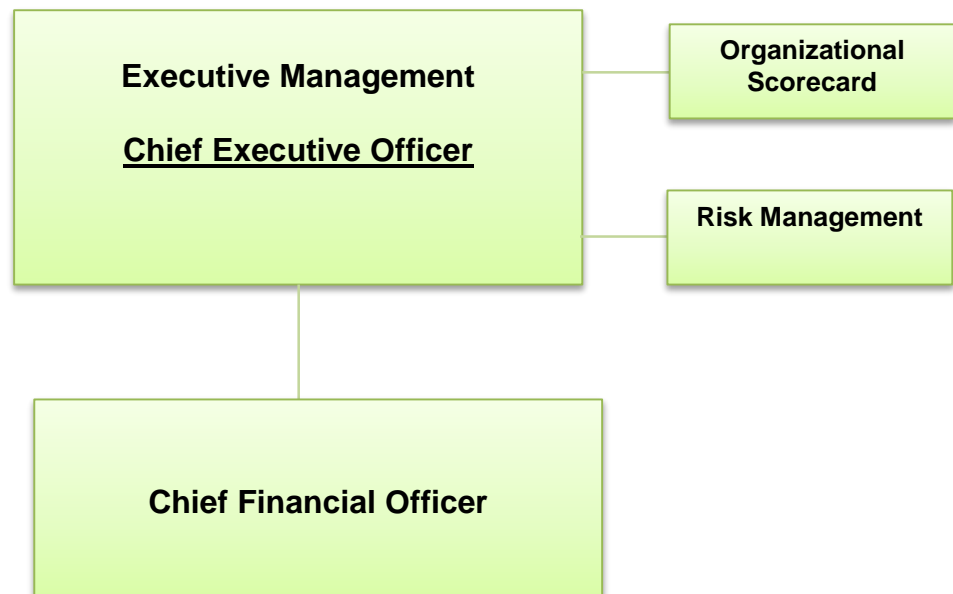 Executive Management
Chief Executive Officer
Organizational
Scorecard
Risk Management
Chief Financial Officer